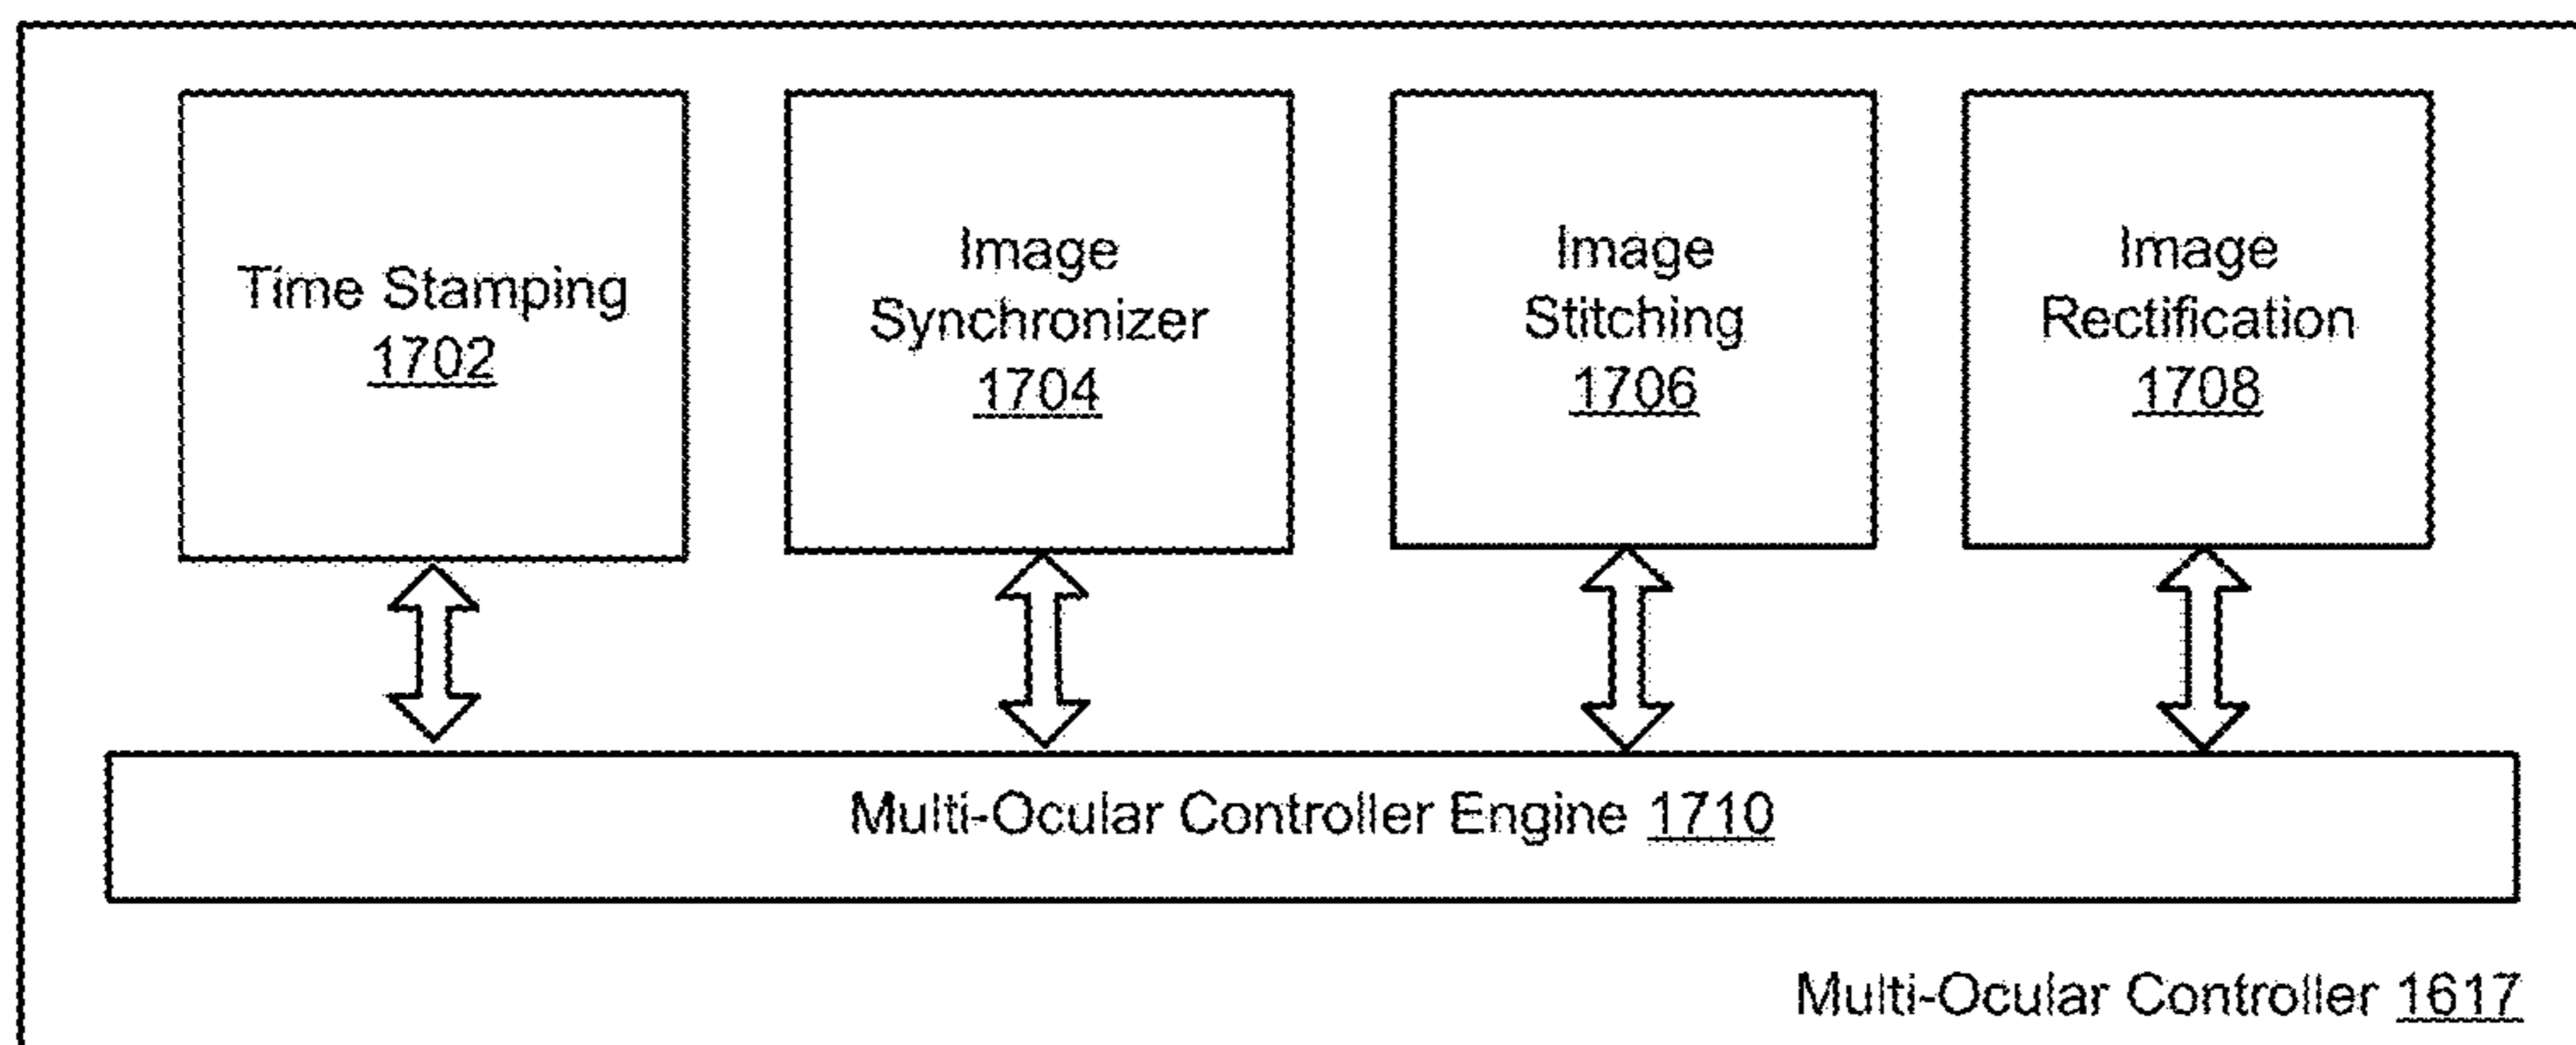 Time Stamping
1702
Image
Synchronizer
1704
Image
Stitching
1706
Image
Rectification
1708
Multi-Ocular Controller Engine 1710
Multi-Ocular Controller 1617